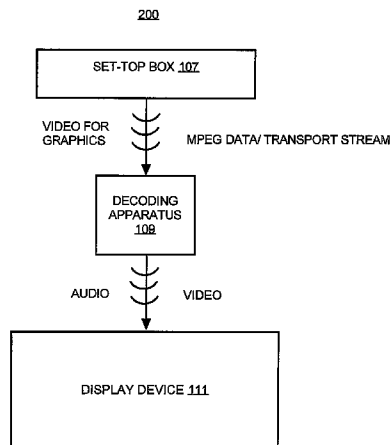 200
SET-TOP BOX 107
VIDEO FOR
GRAPHICS
MPEG DATA/ TRANSPORT STREAM
DECODING
APPARATUS
109
AUDIO
VIDEO
DISPLAY DEVICE 111